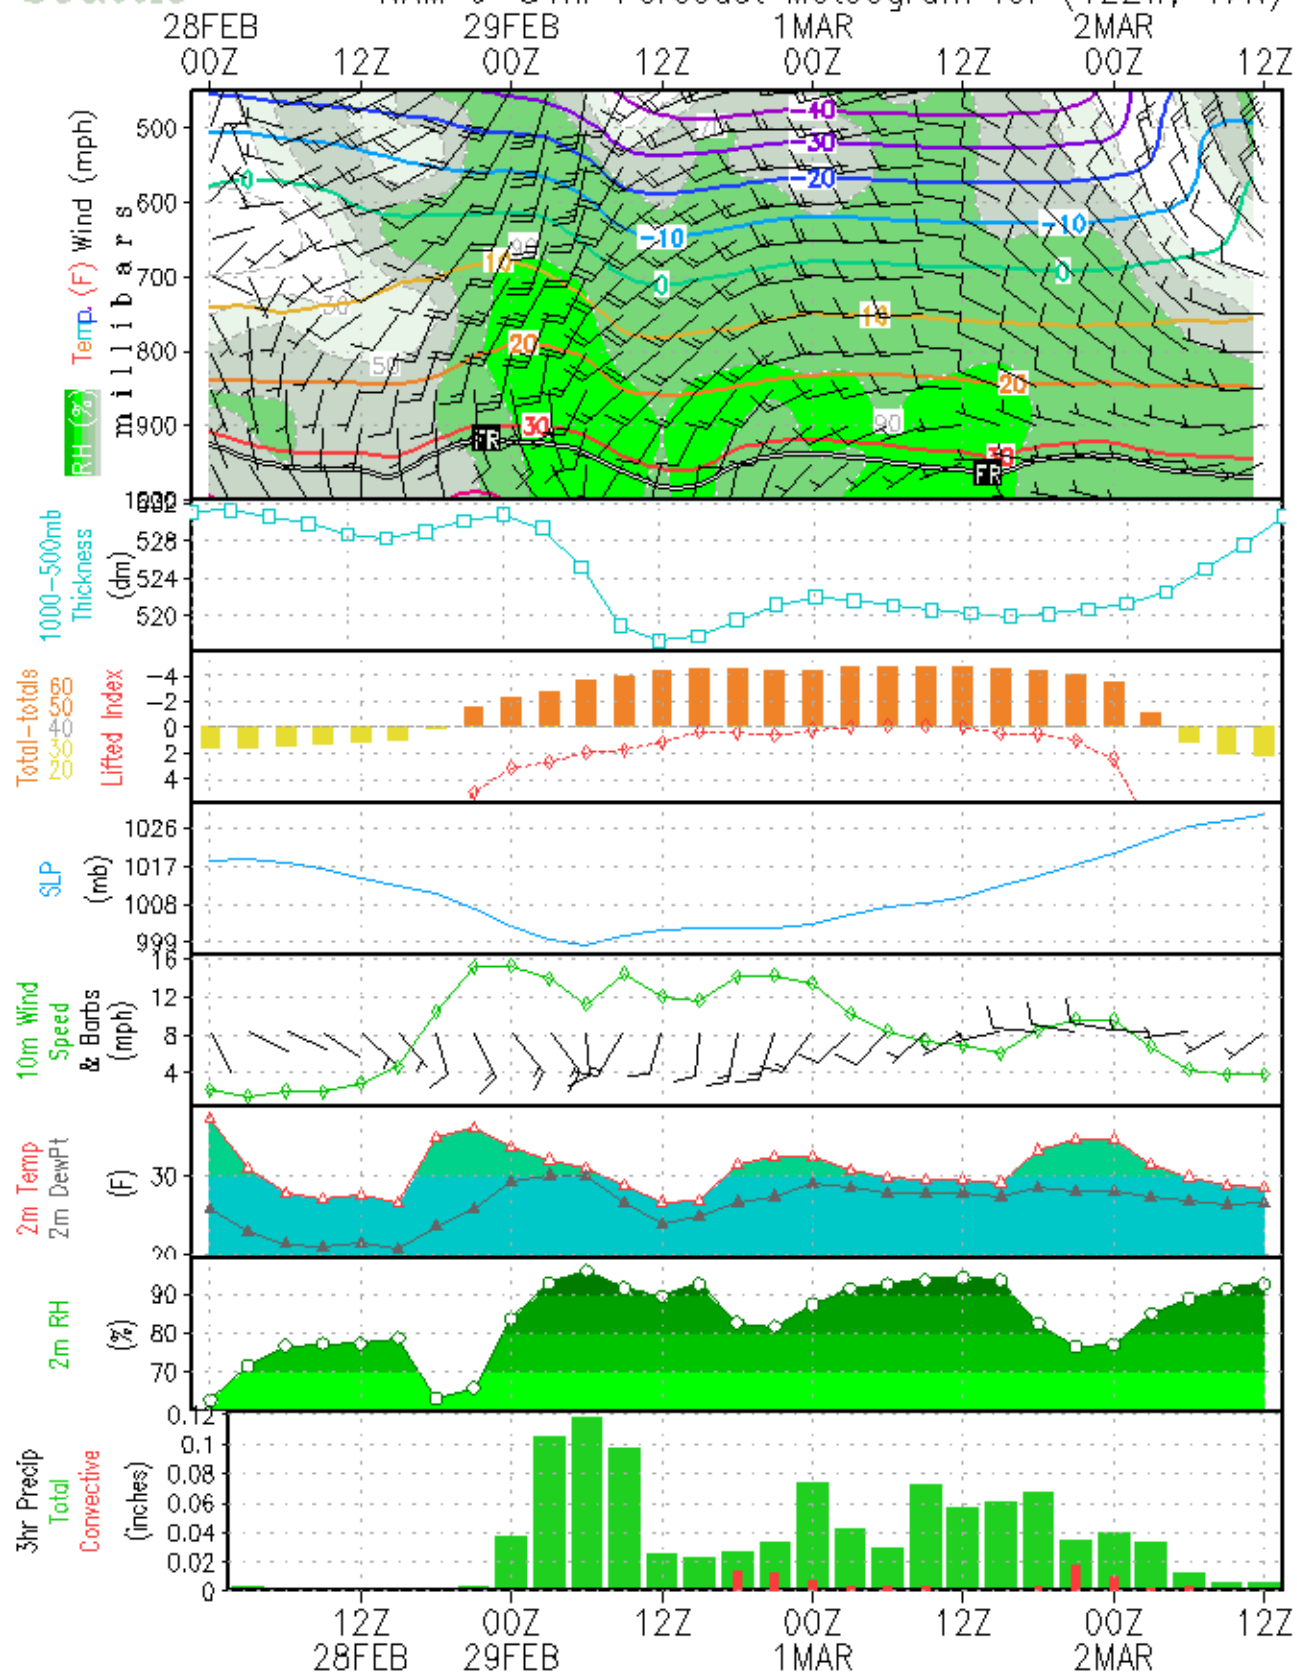 28FEB 29FEB 1MAR 2MAR
00Z 12Z 00Z 12Z 00Z 12Z 00Z 12Z
RH (%) Temp. (F) Wind (mph)
millibars
500
600
700
800
900
-40
-30
-20
-10
-10
0
0
0
10
10
20
20
30
30
50
90
90
FR
FR
1000-500mb
Thickness
(dm)
528
524
520
Total-totals
60
50
40
30
20
Lifted Index
-4
-2
0
2
4
SLP
(mb)
1026
1017
1008
999
10m Wind
Speed
& Barbs
(mph)
16
12
8
4
2m Temp
2m DewPt
(F)
30
20
2m RH
(%)
90
80
70
3hr Precip
Total
Convective
(inches)
0.12
0.1
0.08
0.06
0.04
0.02
0
12Z 00Z 12Z 00Z 12Z 00Z 12Z
28FEB 29FEB 1MAR 2MAR